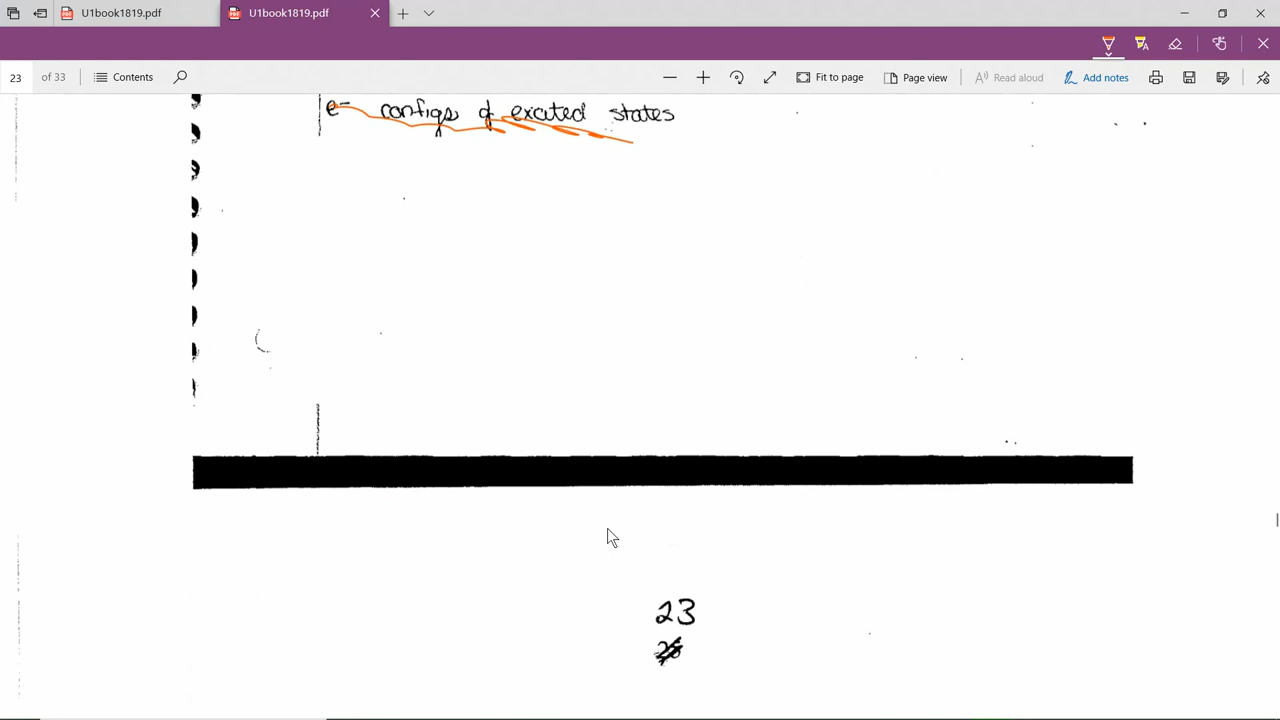 U1book1819.pdf
U1book1819.pdf
23 of 33 Contents Fit to page Page view Read aloud Add notes
e- configs of excited states
23